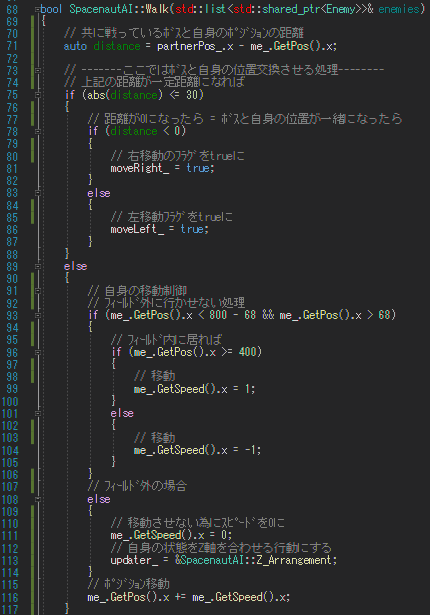 68 bool SpacenautAI::Walk(std::list<std::shared_ptr<Enemy>>& enemies)
69 {
70 // 共に戦っているﾎﾞｽと自身のﾎﾟｼﾞｼｮﾝの距離
71 auto distance = partnerPos_.x - me_.GetPos().x;
72
73 // -------ここではﾎﾞｽと自身の位置交換させる処理--------
74 // 上記の距離が一定距離になれば
75 if (abs(distance) <= 30)
76 {
77 // 距離が0になったら = ﾎﾞｽと自身の位置が一緒になったら
78 if (distance < 0)
79 {
80 // 右移動のﾌﾗｸﾞをtrueに
81 moveRight_ = true;
82 }
83 else
84 {
85 // 左移動ﾌﾗｸﾞをtrueに
86 moveLeft_ = true;
87 }
88 }
89 else
90 {
91 // 自身の移動制御
92 // ﾌｨｰﾙﾄﾞ外に行かせない処理
93 if (me_.GetPos().x < 800 - 68 && me_.GetPos().x > 68)
94 {
95 // ﾌｨｰﾙﾄﾞ内に居れば
96 if (me_.GetPos().x >= 400)
97 {
98 // 移動
99 me_.GetSpeed().x = 1;
100 }
101 else
102 {
103 // 移動
104 me_.GetSpeed().x = -1;
105 }
106 }
107 // ﾌｨｰﾙﾄﾞ外の場合
108 else
109 {
110 // 移動させない為にｽﾋﾟｰﾄﾞを0に
111 me_.GetSpeed().x = 0;
112 // 自身の状態をZ軸を合わせる行動にする
113 updater_ = &SpacenautAI::Z_Arrangement;
114 }
115 // ﾎﾟｼﾞｼｮﾝ移動
116 me_.GetPos().x += me_.GetSpeed().x;
117 }